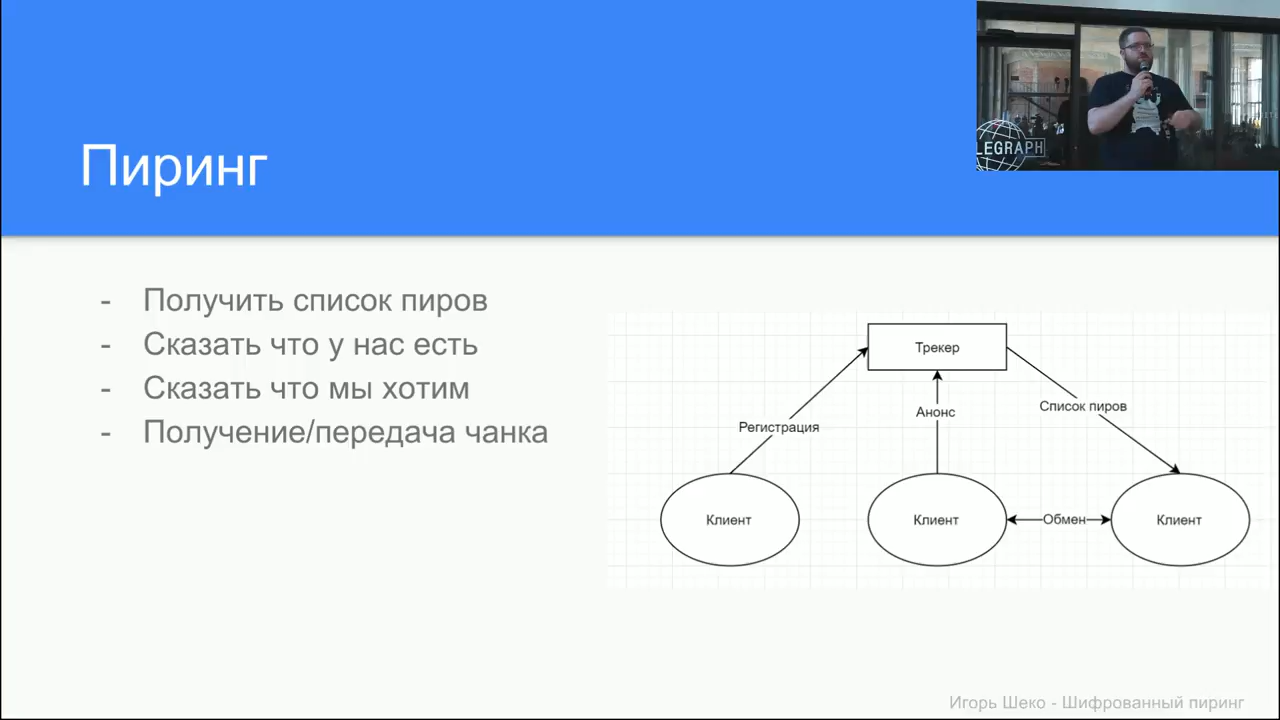 Пиринг
LEGRAPH
- Получить список пиров
- Сказать что у нас есть
- Сказать что мы хотим
- Получение/передача чанка
Трекер
Регистрация
Анонс
Список пиров
Клиент
Клиент
Обмен
Клиент
Игорь Шеко - Шифрованный пиринг